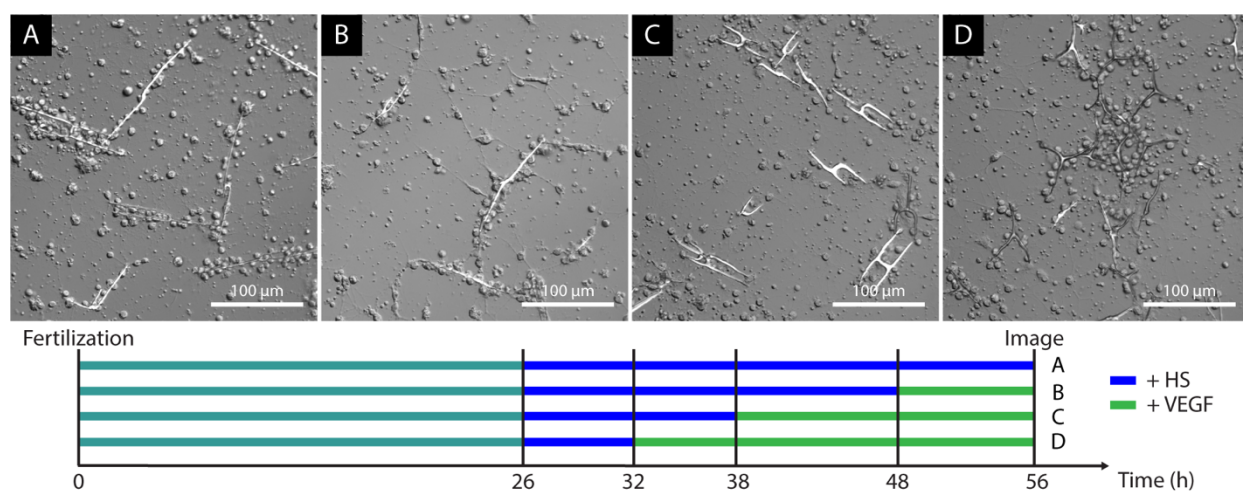 A
B
C
D
100 µm
100 µm
100 µm
100 µm
Fertilization
Image
A
B
C
D
+ HS
+ VEGF
0
26
32
38
48
56
Time (h)